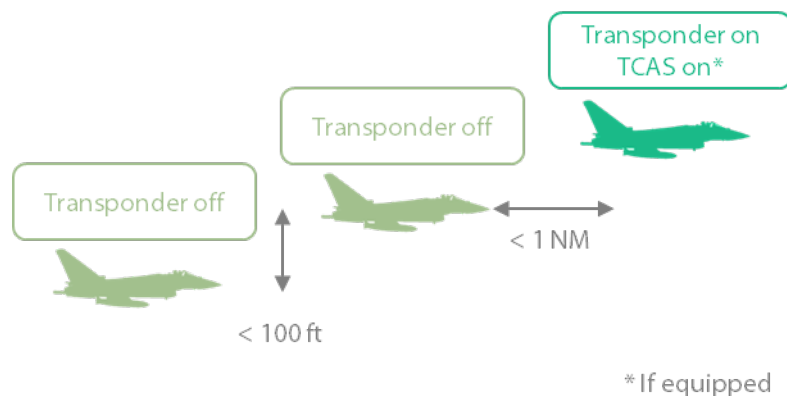 Transponder on
TCAS on*
Transponder off
Transponder off
< 1 NM
< 100 ft
* If equipped